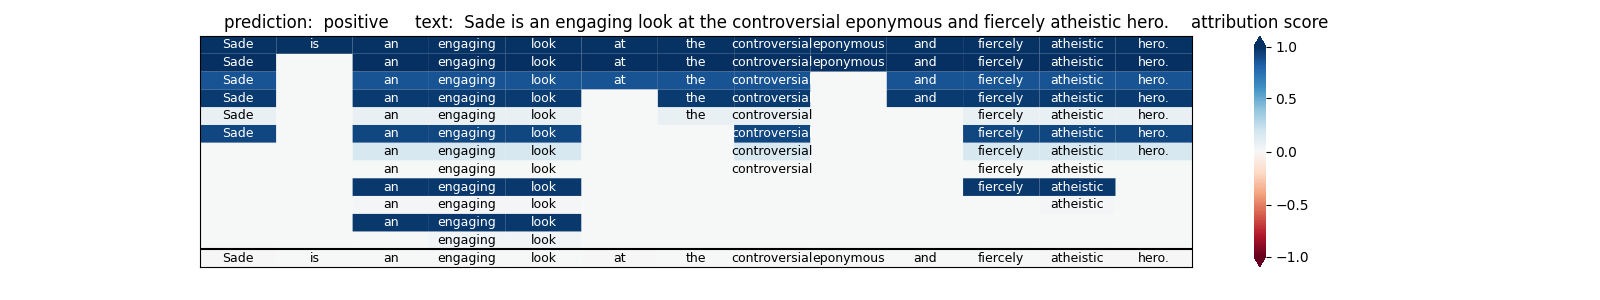 prediction: positive text: Sade is an engaging look at the controversial eponymous and fiercely atheistic hero. attribution score
Sade is an engaging look at the controversial eponymous and fiercely atheistic hero. 1.0
Sade an engaging look at the controversial eponymous and fiercely atheistic hero.
Sade an engaging look at the controversial and fiercely atheistic hero.
Sade an engaging look the controversial and fiercely atheistic hero. 0.5
Sade an engaging look the controversial fiercely atheistic hero.
Sade an engaging look controversial fiercely atheistic hero.
an engaging look controversial fiercely atheistic hero. 0.0
an engaging look controversial fiercely atheistic
an engaging look fiercely atheistic
an engaging look atheistic −0.5
an engaging look
engaging look
Sade is an engaging look at the controversial eponymous and fiercely atheistic hero. −1.0